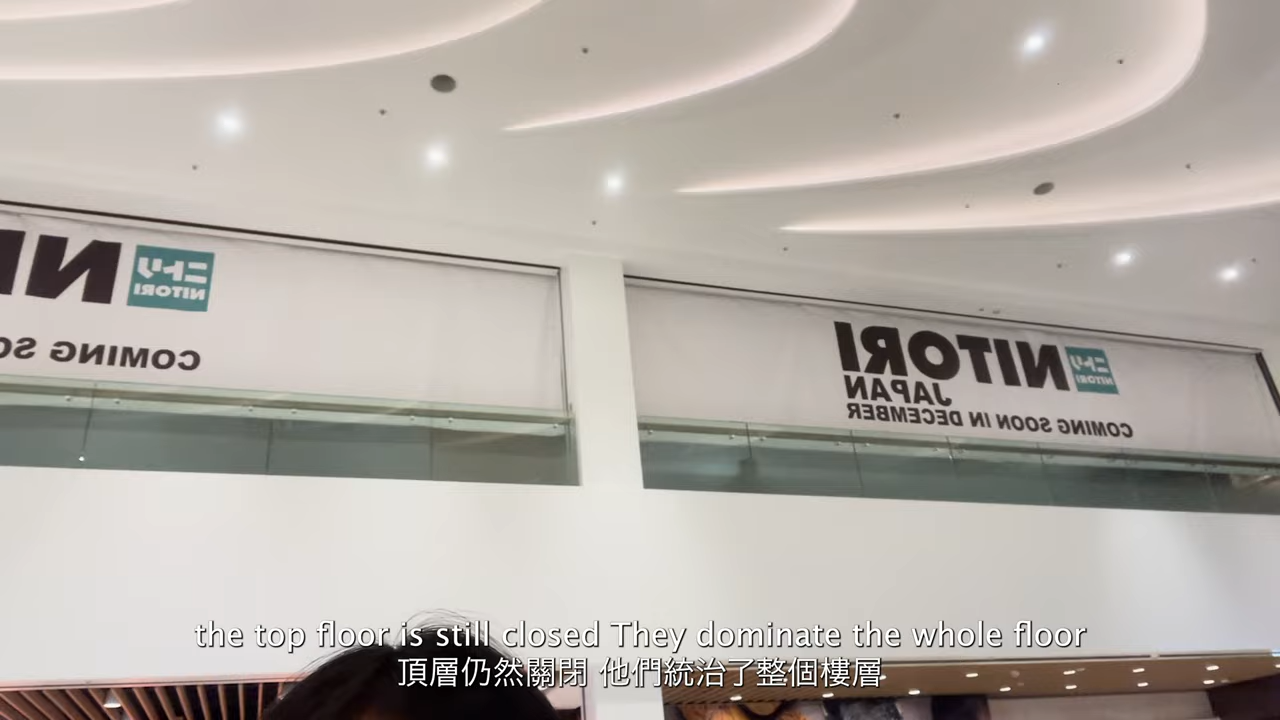 ニトリ
NITORI
COMING SO
NITORI
ニトリ
NITORI
JAPAN
COMING SOON IN DECEMBER
the top floor is still closed They dominate the whole floor
頂層仍然關閉 他們統治了整個樓層